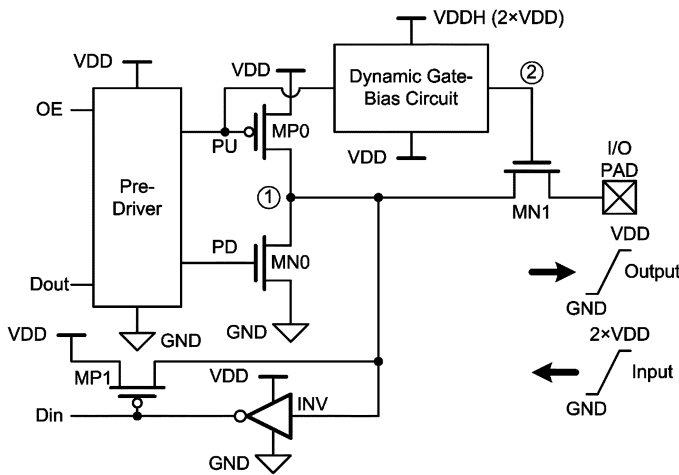 VDDH (2×VDD)
VDD
VDD
Dynamic Gate-
Bias Circuit
②
OE
MP0
PU
VDD
I/O
PAD
Pre-
Driver
①
MN1
PD
MN0
VDD
Output
GND
Dout
GND
GND
VDD
2×VDD
MP1
VDD
Input
INV
GND
Din
GND